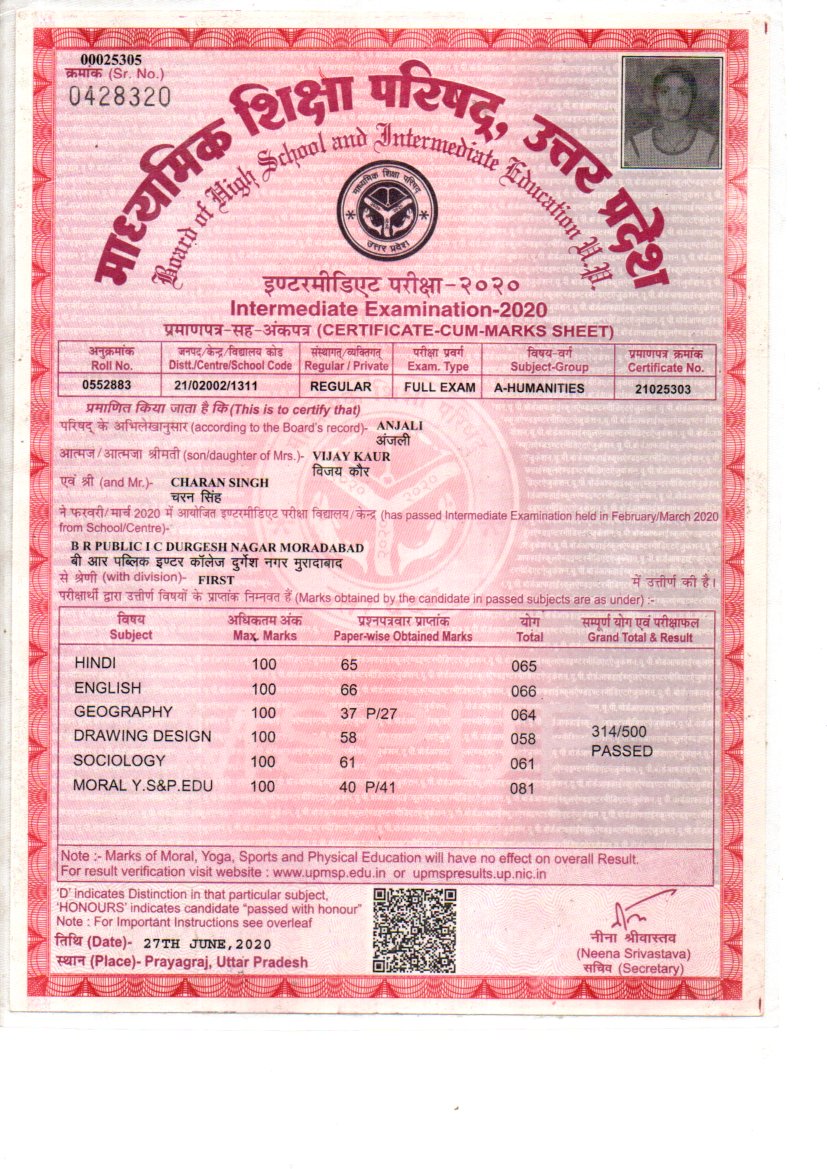 00025305
क्रमांक (Sr. No.)
0428320
माध्यमिक शिक्षा परिषद्, उत्तर प्रदेश
Board of High School and Intermediate Education U.P.
माध्यमिक शिक्षा परिषद
उत्तर प्रदेश
इण्टरमीडिएट परीक्षा-२०२०
Intermediate Examination-2020
प्रमाणपत्र-सह-अंकपत्र (CERTIFICATE-CUM-MARKS SHEET)
अनुक्रमांक जनपद/केन्द्र/विद्यालय कोड संस्थागत/व्यक्तिगत परीक्षा प्रवर्ग विषय-वर्ग प्रमाणपत्र क्रमांक
Roll No. Distt./Centre/School Code Regular / Private Exam. Type Subject-Group Certificate No.
0552883 21/02002/1311 REGULAR FULL EXAM A-HUMANITIES 21025303
प्रमाणित किया जाता है कि (This is to certify that)
परिषद के अभिलेखानुसार (according to the Board's record)- ANJALI
अंजली
आत्मज/आत्मजा श्रीमती (son/daughter of Mrs.)- VIJAY KAUR
विजय कौर
एवं श्री (and Mr.)- CHARAN SINGH
चरन सिंह
ने फरवरी/मार्च 2020 में आयोजित इण्टरमीडिएट परीक्षा विद्यालय/केन्द्र (has passed Intermediate Examination held in February/March 2020
from School/Centre)-
B R PUBLIC I C DURGESH NAGAR MORADABAD
बी आर पब्लिक इण्टर कॉलेज दुर्गेश नगर मुरादाबाद
से श्रेणी (with division)- FIRST में उत्तीर्ण की है।
परीक्षार्थी द्वारा उत्तीर्ण विषयों के प्राप्तांक निम्नवत हैं (Marks obtained by the candidate in passed subjects are as under) :-
विषय अधिकतम अंक प्रश्नपत्रवार प्राप्तांक योग सम्पूर्ण योग एवं परीक्षाफल
Subject Max. Marks Paper-wise Obtained Marks Total Grand Total & Result
HINDI 100 65 065
ENGLISH 100 66 066
GEOGRAPHY 100 37 P/27 064
DRAWING DESIGN 100 58 058 314/500
SOCIOLOGY 100 61 061 PASSED
MORAL Y.S&P.EDU 100 40 P/41 081
Note :- Marks of Moral, Yoga, Sports and Physical Education will have no effect on overall Result.
For result verification visit website : www.upmsp.edu.in or upmspresults.up.nic.in
'D' indicates Distinction in that particular subject,
'HONOURS' indicates candidate "passed with honour"
Note : For Important Instructions see overleaf
तिथि (Date)- 27TH JUNE,2020
स्थान (Place)- Prayagraj, Uttar Pradesh
नीना श्रीवास्तव
(Neena Srivastava)
सचिव (Secretary)